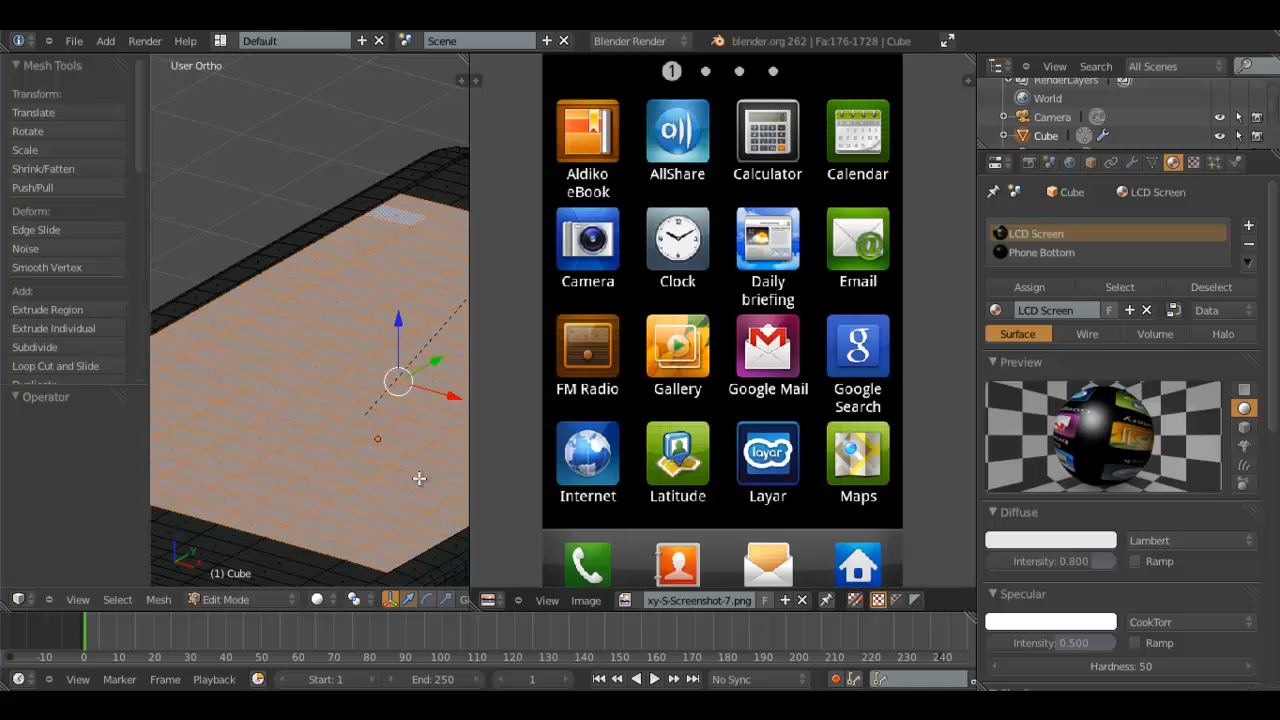 File Add Render Help Default Scene Blender Render blender.org 262 | Fa:176-1728 | Cube
View Search All Scenes
RenderLayers
World
Camera
Cube
Mesh Tools
Transform:
Translate
Rotate
Scale
Shrink/Fatten
Push/Pull
Deform:
Edge Slide
Noise
Smooth Vertex
Add:
Extrude Region
Extrude Individual
Subdivide
Loop Cut and Slide
Operator
User Ortho
(1) Cube
1
Aldiko eBook
AllShare
Calculator
Calendar
Camera
Clock
Daily briefing
Email
FM Radio
Gallery
Google Mail
Google Search
Internet
Latitude
Layar
Maps
Cube LCD Screen
LCD Screen
Phone Bottom
Assign Select Deselect
LCD Screen F Data
Surface Wire Volume Halo
Preview
Diffuse
Lambert
Intensity: 0.800 Ramp
Specular
CookTorr
Intensity: 0.500 Ramp
Hardness: 50
View Select Mesh Edit Mode
View Image xy-S-Screenshot-7.png F
-10 0 10 20 30 40 50 60 70 80 90 100 110 120 130 140 150 160 170 180 190 200 210 220 230 240
View Marker Frame Playback Start: 1 End: 250 1 No Sync